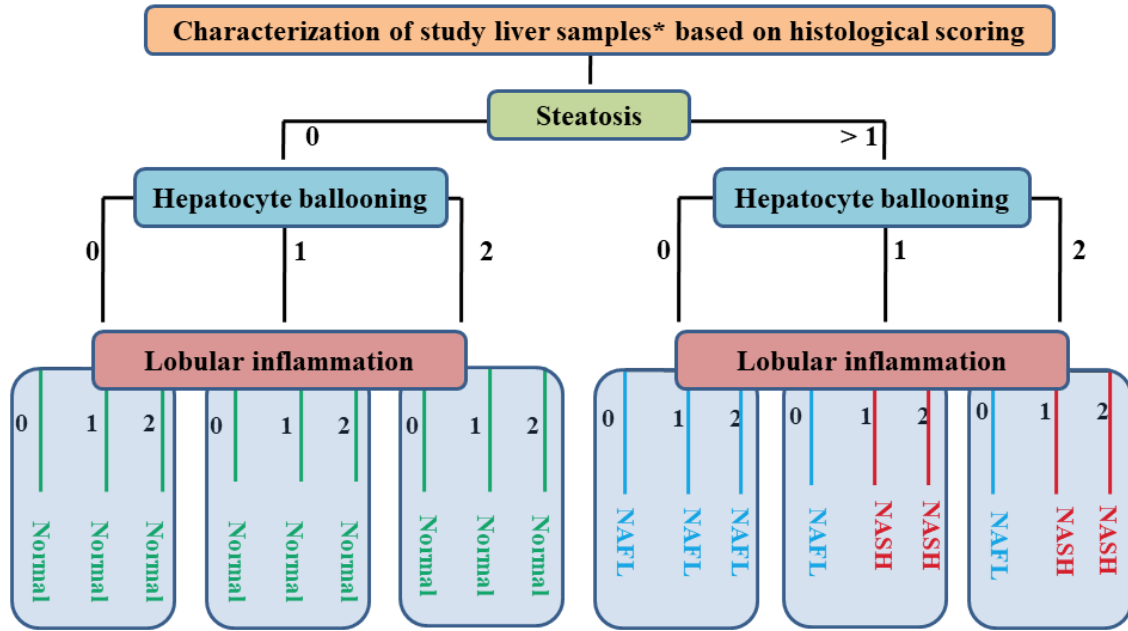 Characterization of study liver samples* based on histological scoring
Steatosis
0
> 1
Hepatocyte ballooning
Hepatocyte ballooning
0
1
2
0
1
2
Lobular inflammation
Lobular inflammation
0
1
2
0
1
2
0
1
2
0
1
2
0
1
2
0
1
2
Normal
Normal
Normal
Normal
Normal
Normal
Normal
Normal
Normal
NAFL
NAFL
NAFL
NAFL
NASH
NASH
NAFL
NASH
NASH